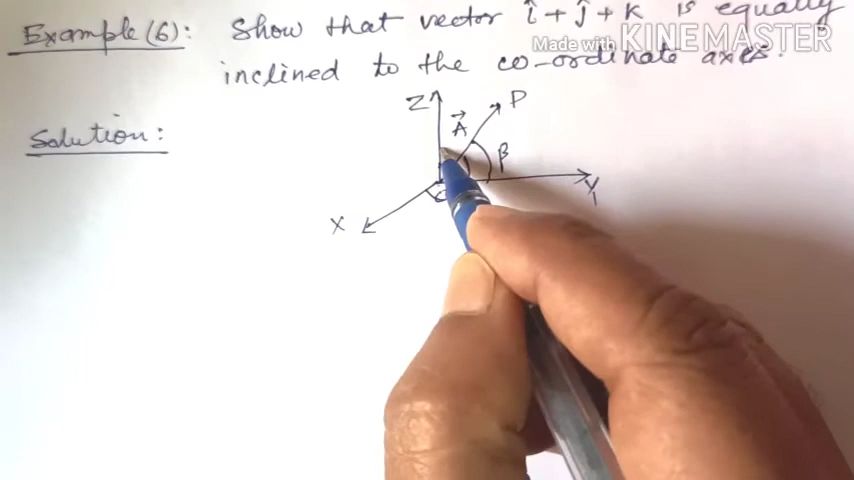 Example (6): Show that vector î + ĵ + k is equally
inclined to the co-ordinate axes.
Made with KINEMASTER
Solution:
Z
P
A⃗
β
Y
X